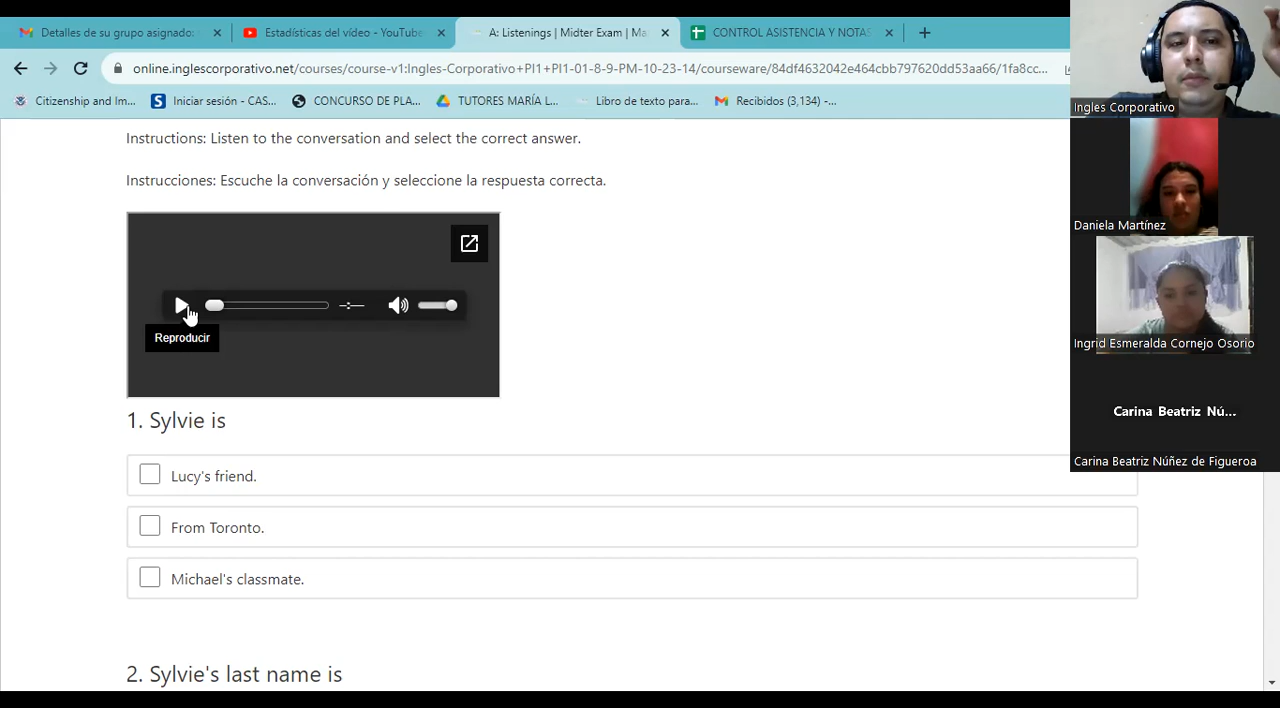 Detalles de su grupo asignado:
Estadísticas del vídeo - YouTube
A: Listenings | Midter Exam | Ma
CONTROL ASISTENCIA Y NOTAS
online.inglescorporativo.net/courses/course-v1:Ingles-Corporativo+PI1+PI1-01-8-9-PM-10-23-14/courseware/84df4632042e464cbb797620dd53aa66/1fa8cc...
Citizenship and Im...
Iniciar sesión - CAS...
CONCURSO DE PLA...
TUTORES MARÍA L...
Libro de texto para...
Recibidos (3,134) -...
Instructions: Listen to the conversation and select the correct answer.
Instrucciones: Escuche la conversación y seleccione la respuesta correcta.
Reproducir
1. Sylvie is
Lucy's friend.
From Toronto.
Michael's classmate.
2. Sylvie's last name is
Ingles Corporativo
Daniela Martínez
Ingrid Esmeralda Cornejo Osorio
Carina Beatriz Nú...
Carina Beatriz Núñez de Figueroa